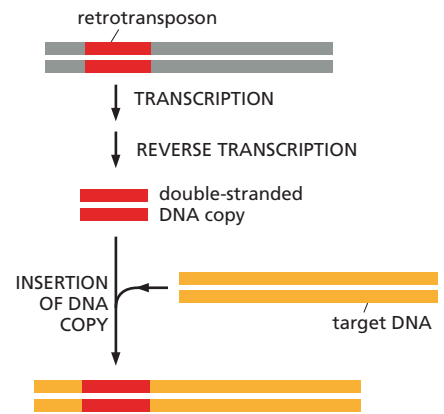 retrotransposon
TRANSCRIPTION
REVERSE TRANSCRIPTION
double-stranded
DNA copy
INSERTION
OF DNA
COPY
target DNA